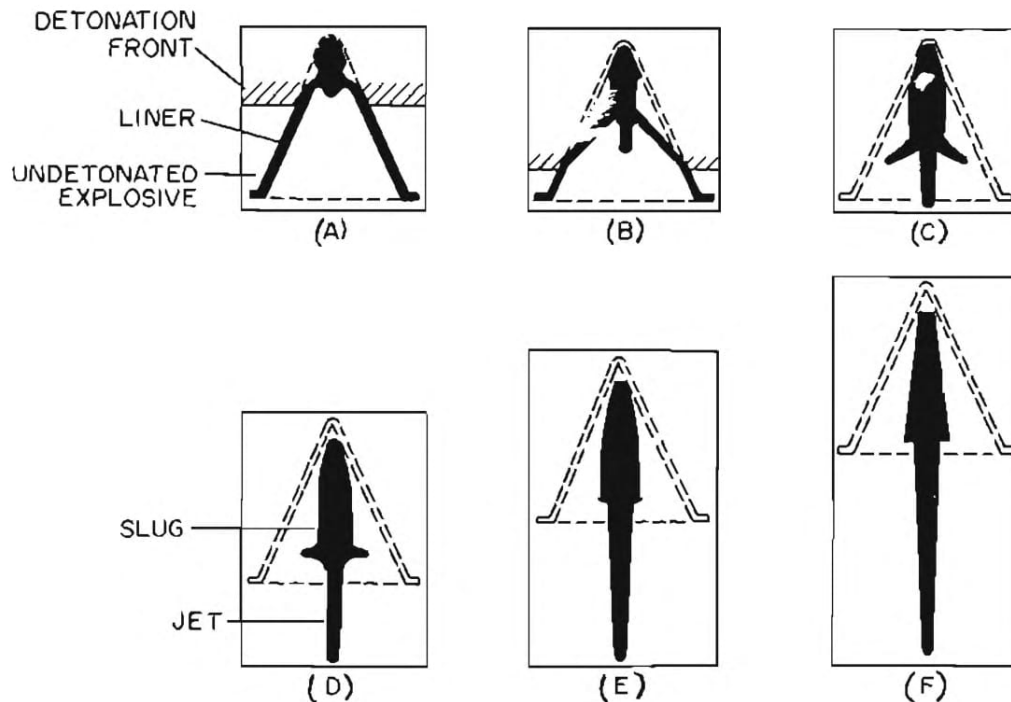 DETONATION
FRONT
LINER
UNDETONATED
EXPLOSIVE
(A)
(B)
(C)
SLUG
JET
(D)
(E)
(F)